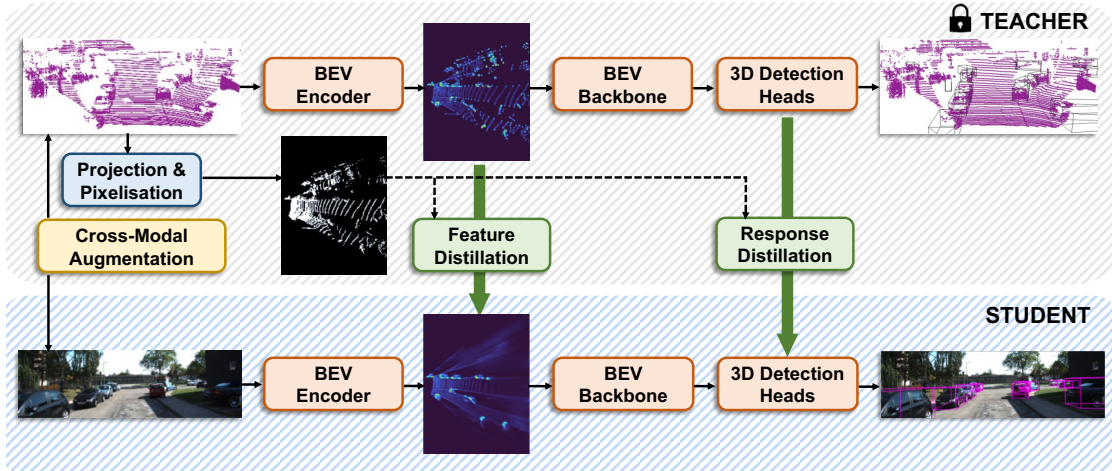 TEACHER
BEV
Encoder
BEV
Backbone
3D Detection
Heads
Projection &
Pixelisation
Cross-Modal
Augmentation
Feature
Distillation
Response
Distillation
STUDENT
BEV
Encoder
BEV
Backbone
3D Detection
Heads